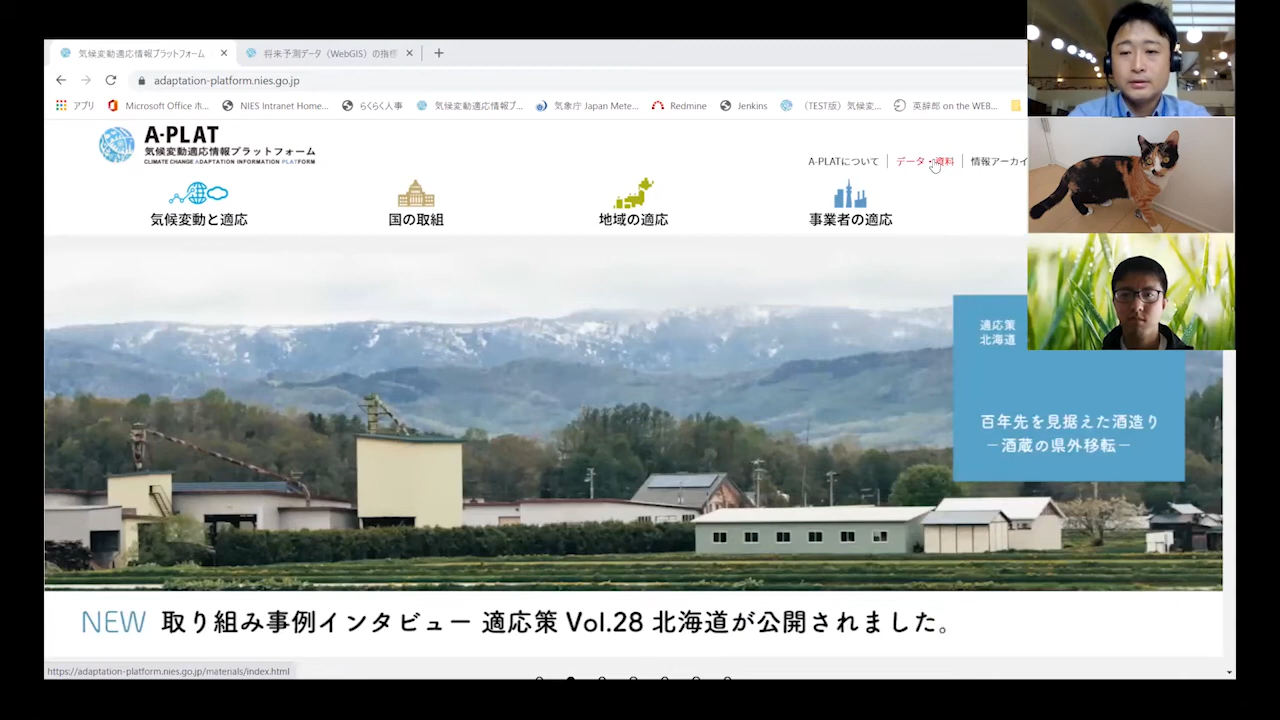 気候変動適応情報プラットフォーム
将来予測データ（WebGIS）の指標
adaptation-platform.nies.go.jp
アプリ
Microsoft Office ホ...
NIES Intranet Home...
らくらく人事
気候変動適応情報プ...
気象庁 Japan Mete...
Redmine
Jenkins
（TEST版）気候変...
英辞郎 on the WEB...
A-PLAT
気候変動適応情報プラットフォーム
CLIMATE CHANGE ADAPTATION INFORMATION PLATFORM
A-PLATについて
データ・資料
情報アーカイ
気候変動と適応
国の取組
地域の適応
事業者の適応
適応策
北海道
百年先を見据えた酒造り
－酒蔵の県外移転－
NEW 取り組み事例インタビュー 適応策 Vol.28 北海道が公開されました。
https://adaptation-platform.nies.go.jp/materials/index.html